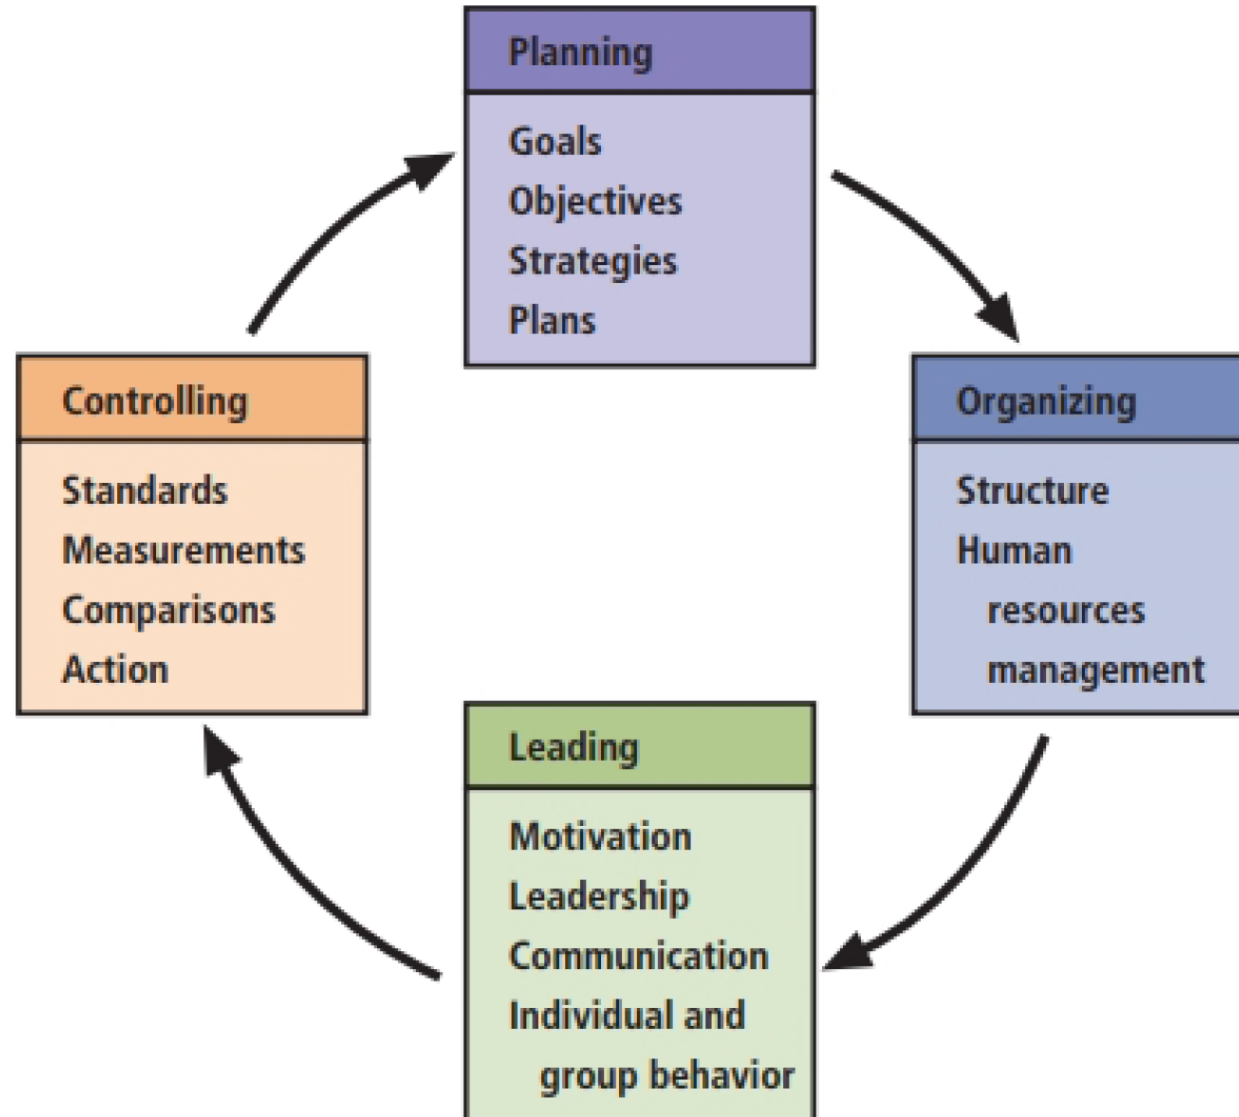 Planning
Goals
Objectives
Strategies
Plans
Organizing
Structure
Human
resources
management
Leading
Motivation
Leadership
Communication
Individual and
group behavior
Controlling
Standards
Measurements
Comparisons
Action